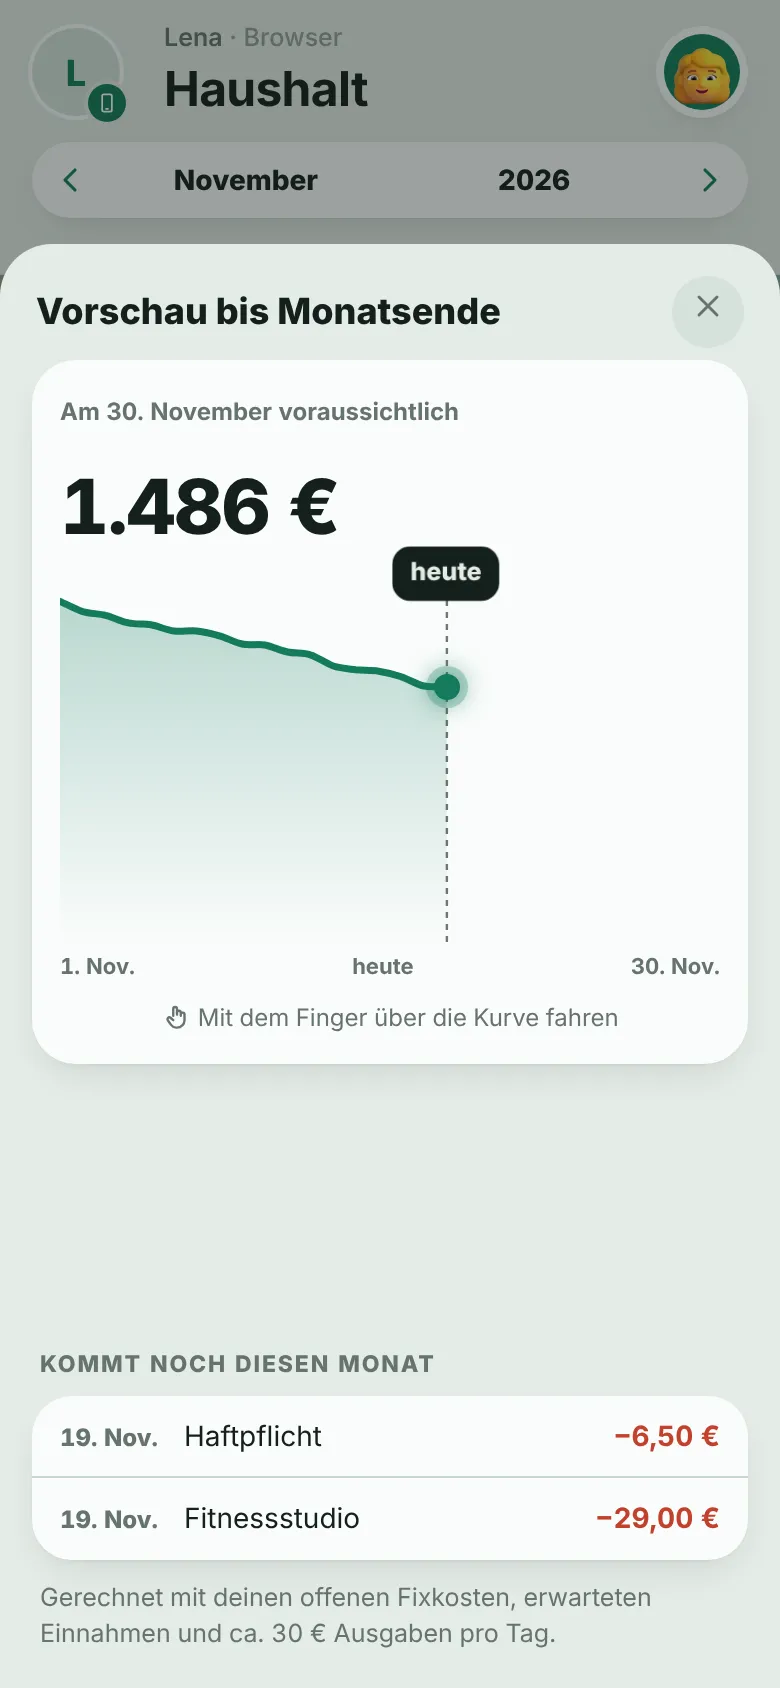 Lena · Browser
L
Haushalt
November 2026
Vorschau bis Monatsende
Am 30. November voraussichtlich
1.486 €
heute
1. Nov. heute 30. Nov.
Mit dem Finger über die Kurve fahren
KOMMT NOCH DIESEN MONAT
19. Nov. Haftpflicht −6,50 €
19. Nov. Fitnessstudio −29,00 €
Gerechnet mit deinen offenen Fixkosten, erwarteten
Einnahmen und ca. 30 € Ausgaben pro Tag.